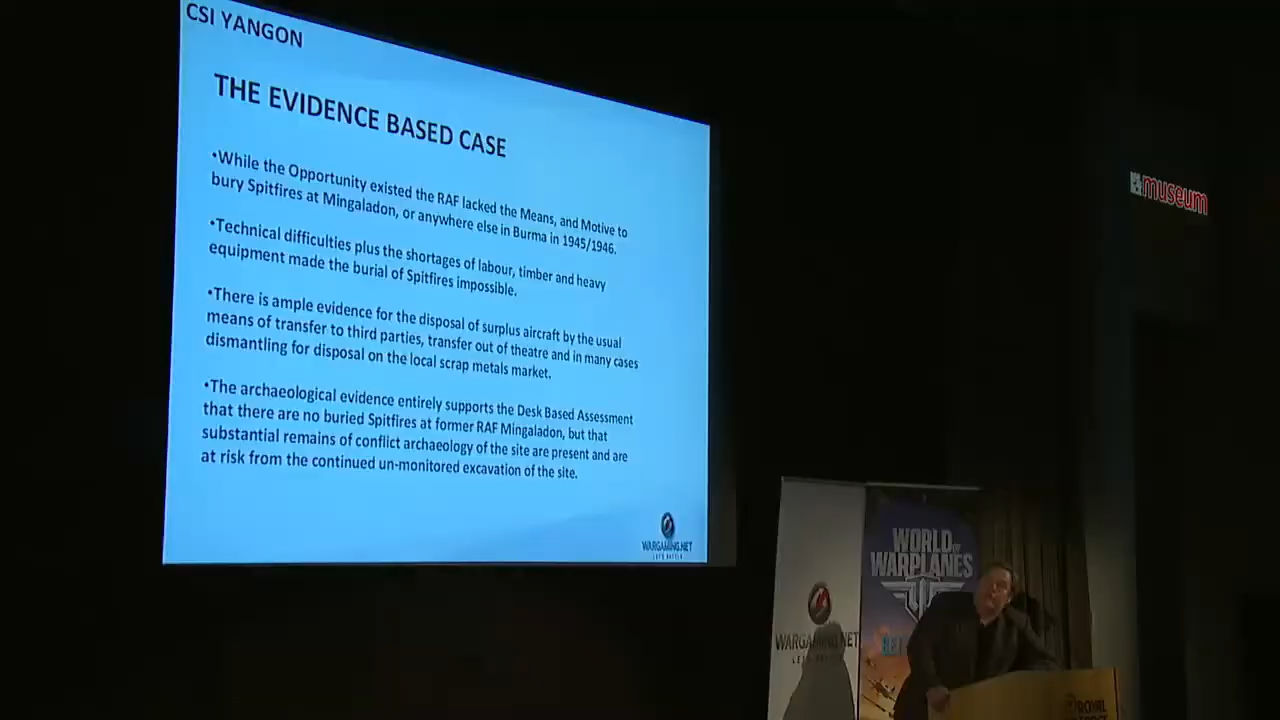 CSI YANGON
THE EVIDENCE BASED CASE
•While the Opportunity existed the RAF lacked the Means, and Motive to
bury Spitfires at Mingaladon, or anywhere else in Burma in 1945/1946.
•Technical difficulties plus the shortages of labour, timber and heavy
equipment made the burial of Spitfires impossible.
•There is ample evidence for the disposal of surplus aircraft by the usual
means of transfer to third parties, transfer out of theatre and in many cases
dismantling for disposal on the local scrap metals market.
•The archaeological evidence entirely supports the Desk Based Assessment
that there are no buried Spitfires at former RAF Mingaladon, but that
substantial remains of conflict archaeology of the site are present and are
at risk from the continued un-monitored excavation of the site.
WARGAMING.NET
LET'S BATTLE
museum
WORLD OF
WARPLANES
WARGAMING.NET
LET'S BATTLE
ROYAL